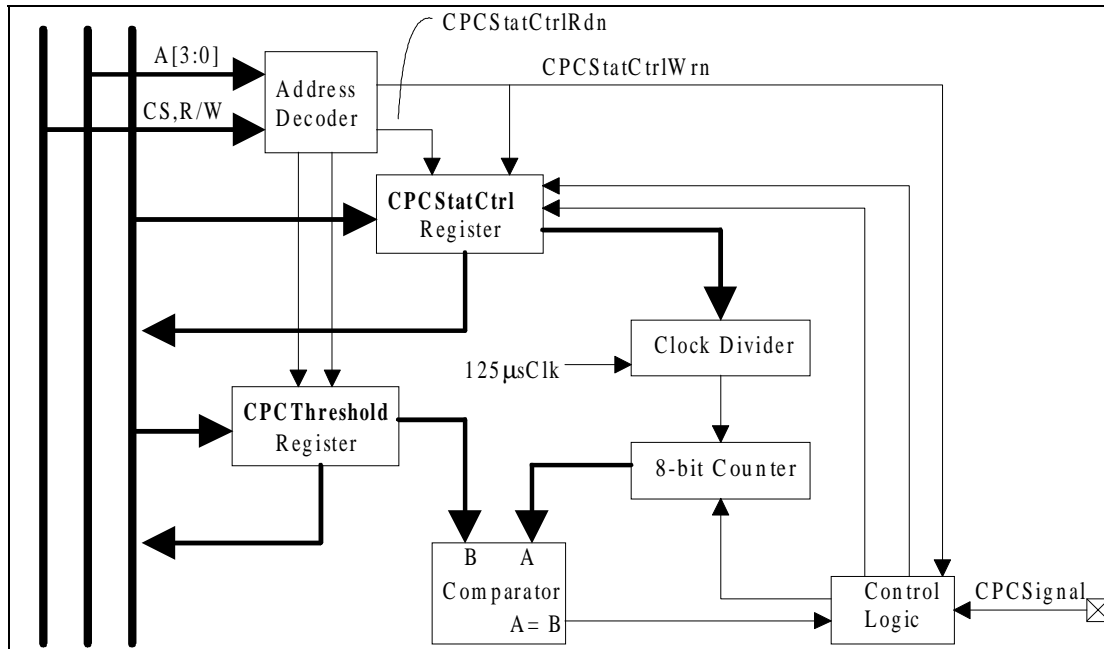 CPCStatCtrlRdn
A[3:0]
CPCStatCtrlWrn
Address
Decoder
CS,R/W
CPCStatCtrl
Register
Clock Divider
125µsClk
CPCThreshold
Register
8-bit Counter
B A
Comparator
A= B
Control
Logic
CPCSignal